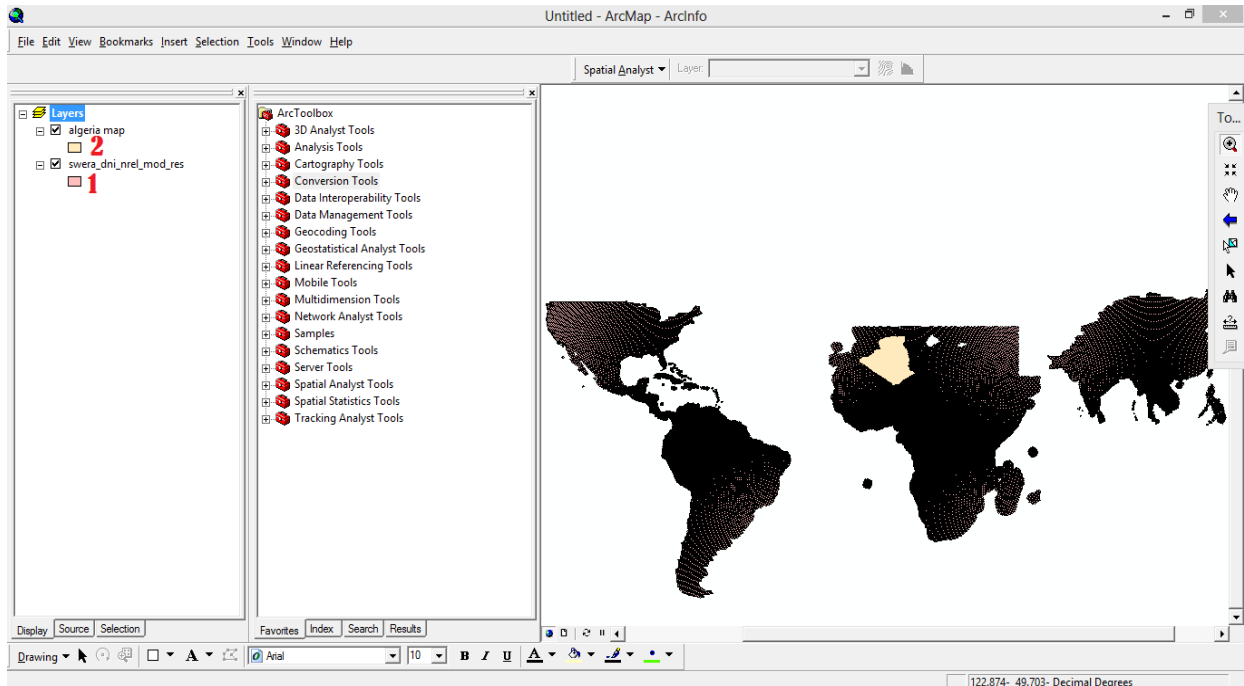 Untitled - ArcMap - ArcInfo
File Edit View Bookmarks Insert Selection Tools Window Help
Spatial Analyst Layer:
Layers
algeria map
2
swera_dni_nrel_mod_res
1
ArcToolbox
3D Analyst Tools
Analysis Tools
Cartography Tools
Conversion Tools
Data Interoperability Tools
Data Management Tools
Geocoding Tools
Geostatistical Analyst Tools
Linear Referencing Tools
Mobile Tools
Multidimension Tools
Network Analyst Tools
Samples
Schematics Tools
Server Tools
Spatial Analyst Tools
Spatial Statistics Tools
Tracking Analyst Tools
To...
Display Source Selection
Favorites Index Search Results
Drawing A Arial 10 B I U A
122.874- 49.703- Decimal Degrees